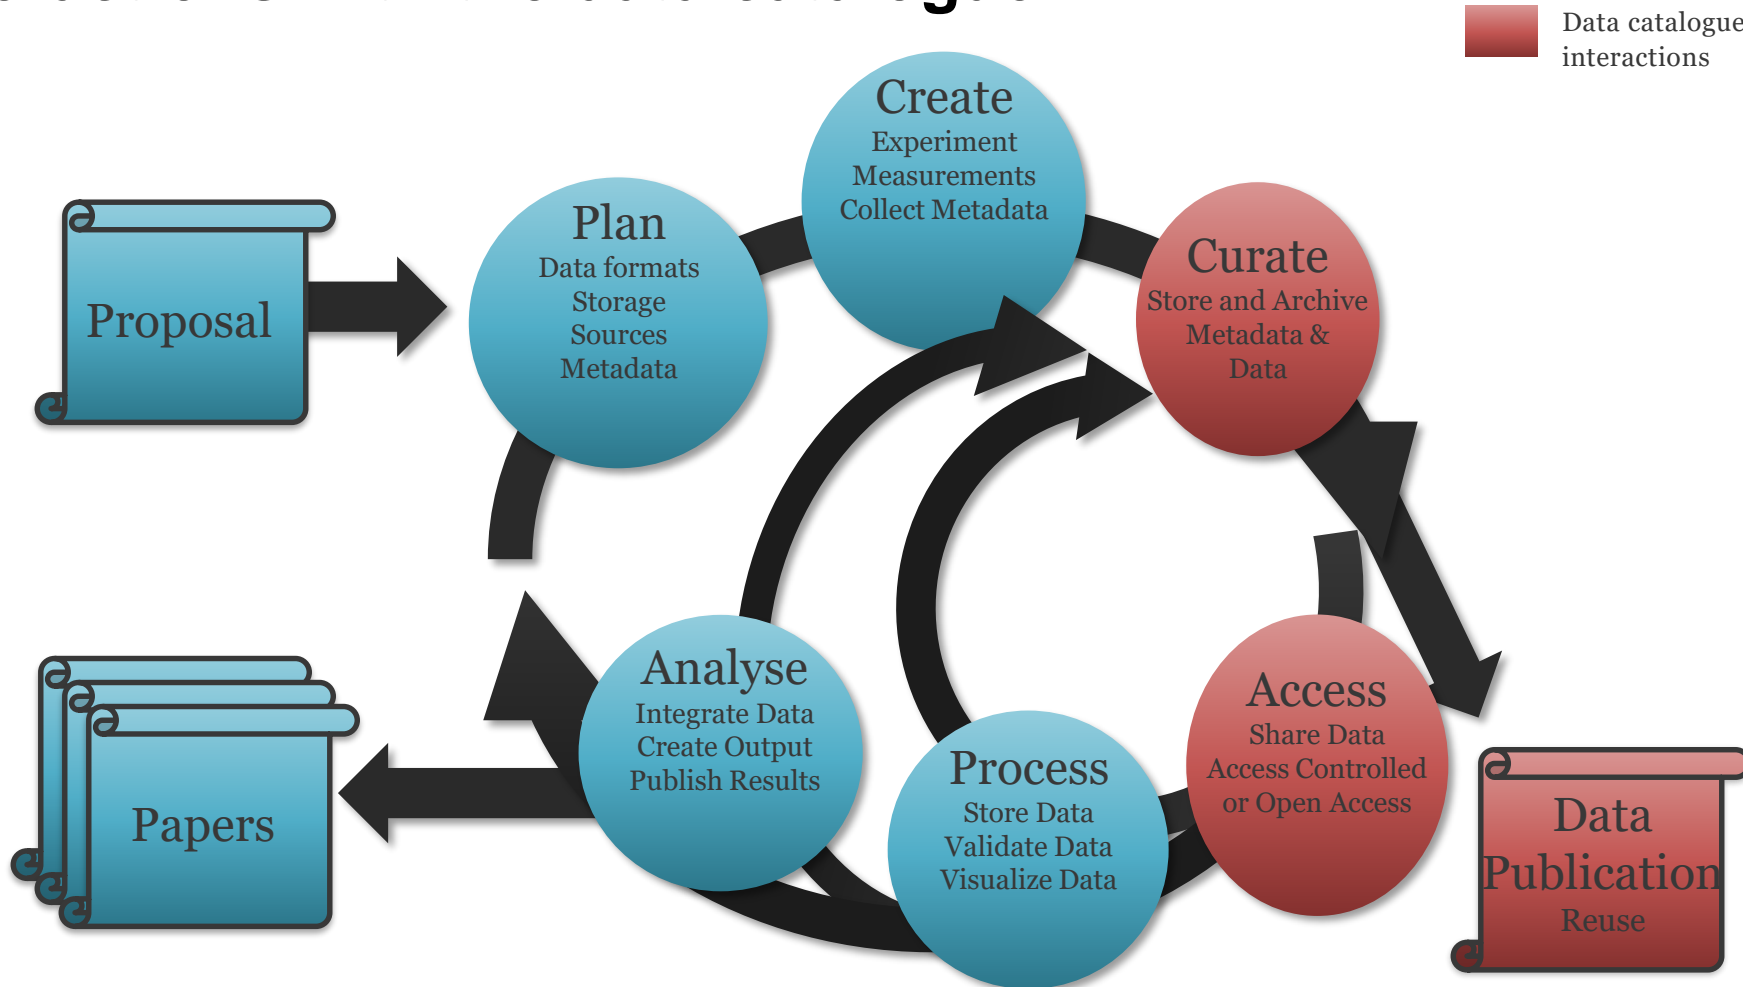 Data catalogue
interactions
Create
Experiment
Measurements
Collect Metadata
Plan
Data formats
Storage
Sources
Metadata
Curate
Store and Archive
Metadata &
Data
Proposal
Analyse
Integrate Data
Create Output
Publish Results
Process
Store Data
Validate Data
Visualize Data
Access
Share Data
Access Controlled
or Open Access
Papers
Data
Publication
Reuse